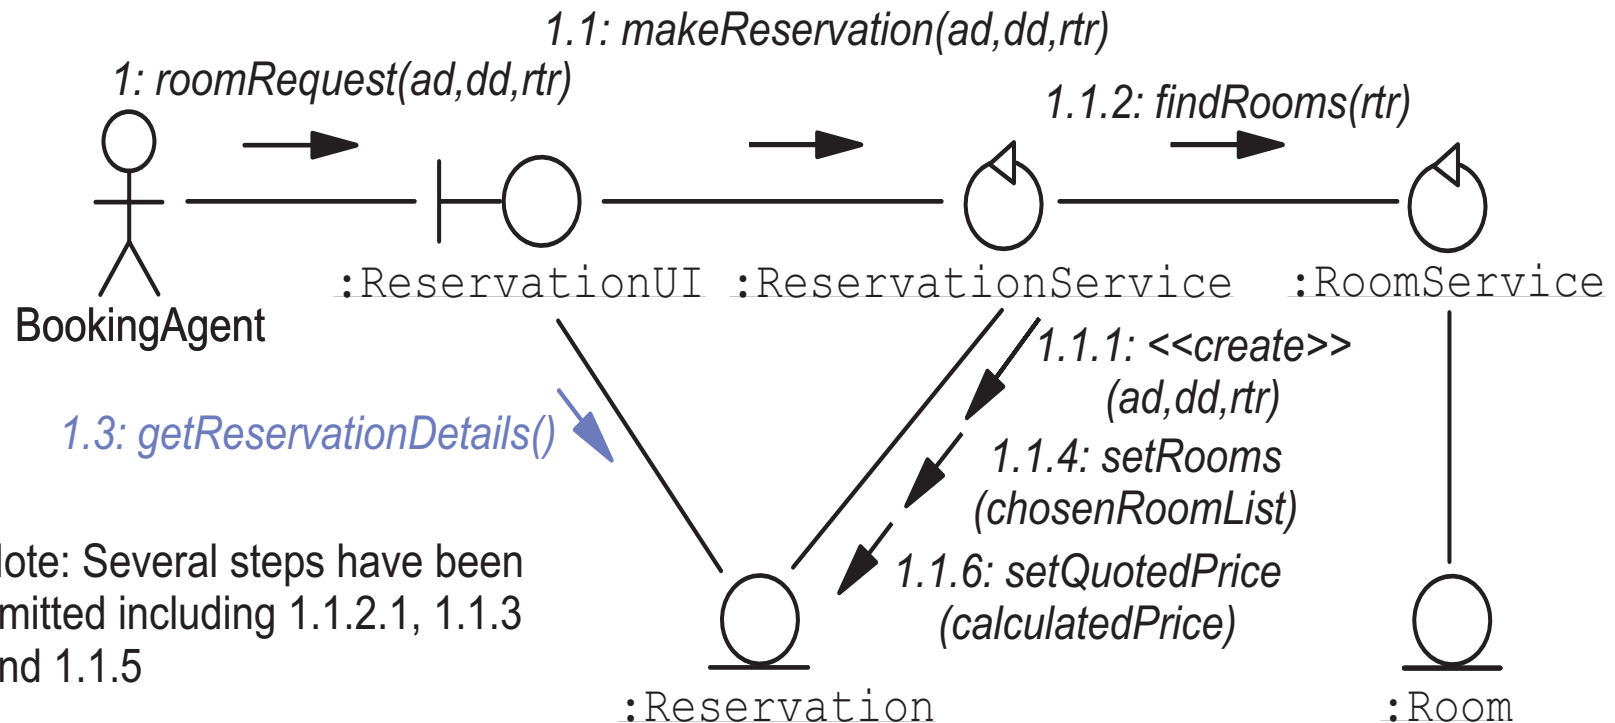 1.1: makeReservation(ad,dd,rtr)
1: roomRequest(ad,dd,rtr)
1.1.2: findRooms(rtr)
:ReservationUI
:ReservationService
:RoomService
BookingAgent
1.1.1: <<create>>
(ad,dd,rtr)
1.3: getReservationDetails()
1.1.4: setRooms
(chosenRoomList)
1.1.6: setQuotedPrice
(calculatedPrice)
ote: Several steps have been
mitted including 1.1.2.1, 1.1.3
nd 1.1.5
:Reservation
:Room